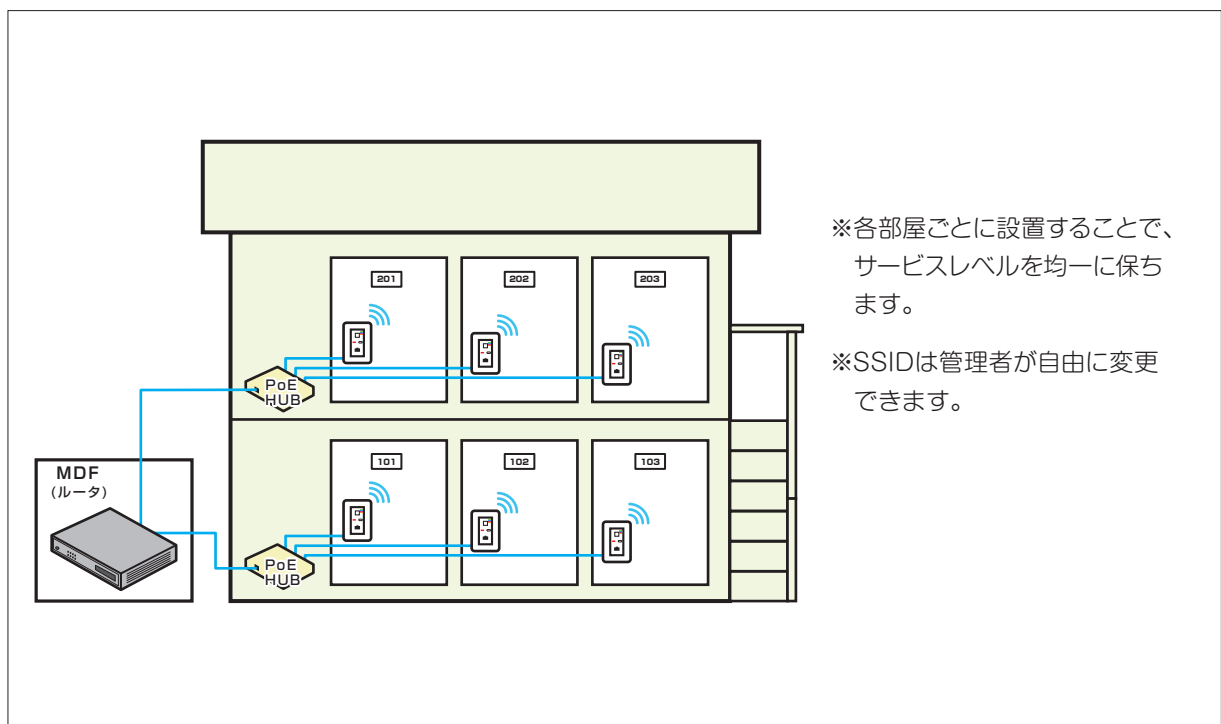 ※各部屋ごとに設置することで、
サービスレベルを均一に保ち
ます。
※SSIDは管理者が自由に変更
できます。
201
202
203
PoE
HUB
101
102
103
PoE
HUB
MDF
(ルータ)